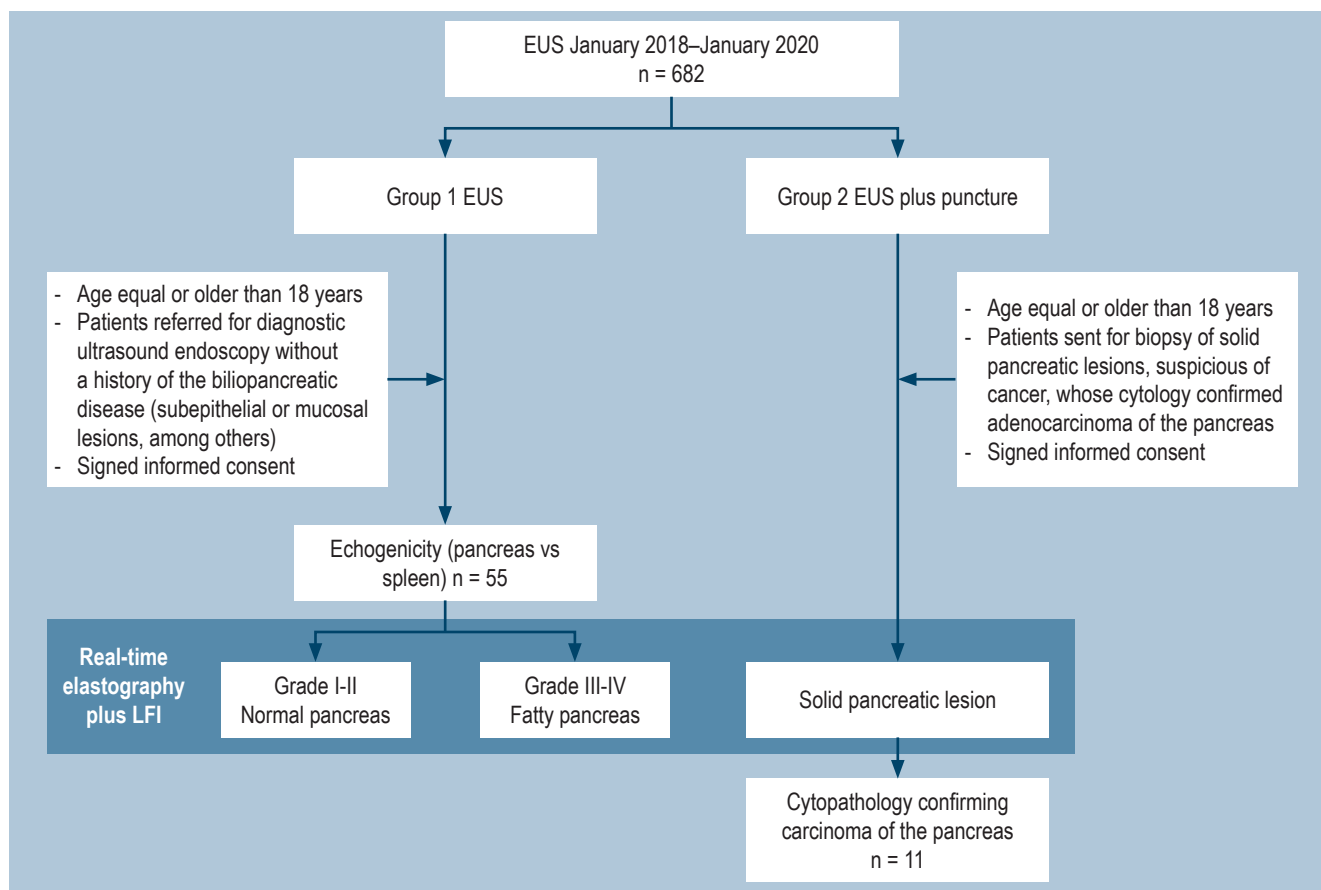 EUS January 2018–January 2020
n = 682
Group 1 EUS
Group 2 EUS plus puncture
- Age equal or older than 18 years
- Patients referred for diagnostic
ultrasound endoscopy without
a history of the biliopancreatic
disease (subepithelial or mucosal
lesions, among others)
- Signed informed consent
- Age equal or older than 18 years
- Patients sent for biopsy of solid
pancreatic lesions, suspicious of
cancer, whose cytology confirmed
adenocarcinoma of the pancreas
- Signed informed consent
Echogenicity (pancreas vs
spleen) n = 55
Real-time
elastography
plus LFI
Grade I-II
Normal pancreas
Grade III-IV
Fatty pancreas
Solid pancreatic lesion
Cytopathology confirming
carcinoma of the pancreas
n = 11